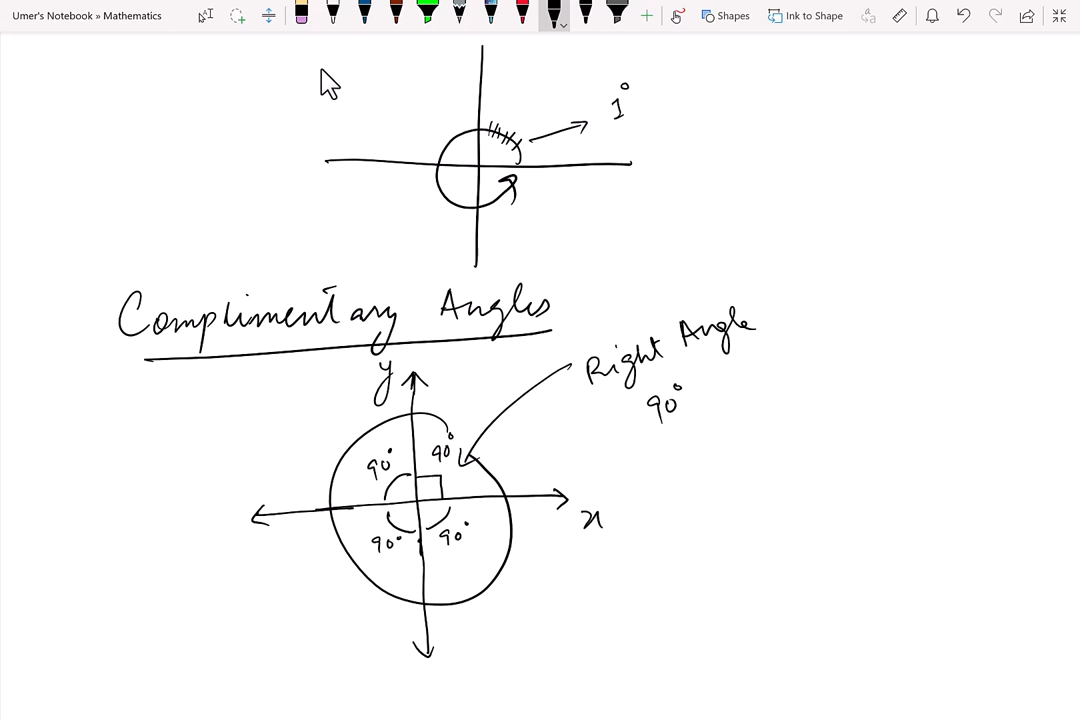 Umer's Notebook » Mathematics
Shapes
Ink to Shape
1°
Complimentary Angles
Right Angle
90°
y
90° 90°
x
90° 90°